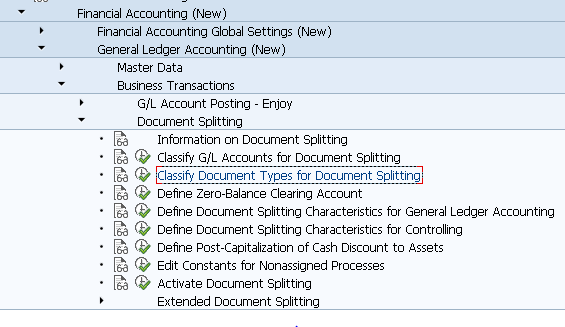 Financial Accounting (New)
Financial Accounting Global Settings (New)
General Ledger Accounting (New)
Master Data
Business Transactions
G/L Account Posting - Enjoy
Document Splitting
Information on Document Splitting
Classify G/L Accounts for Document Splitting
Classify Document Types for Document Splitting
Define Zero-Balance Clearing Account
Define Document Splitting Characteristics for General Ledger Accounting
Define Document Splitting Characteristics for Controlling
Define Post-Capitalization of Cash Discount to Assets
Edit Constants for Nonassigned Processes
Activate Document Splitting
Extended Document Splitting